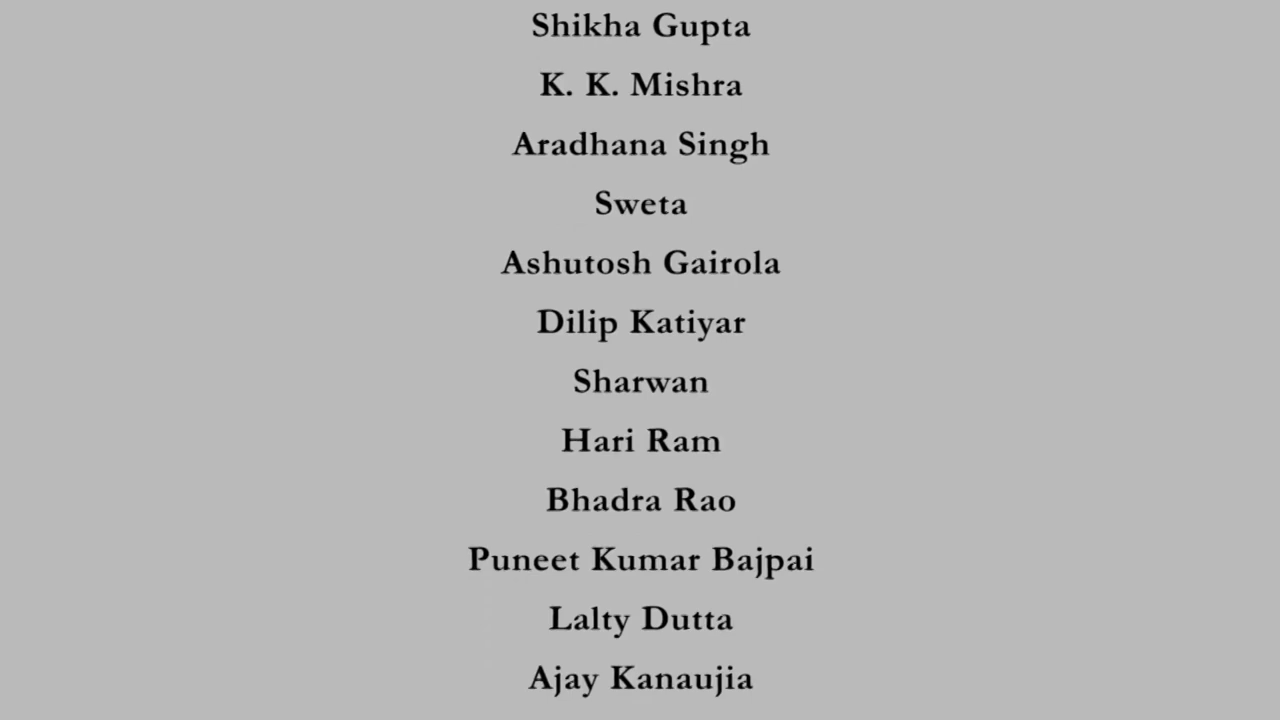 Shikha Gupta
K. K. Mishra
Aradhana Singh
Sweta
Ashutosh Gairola
Dilip Katiyar
Sharwan
Hari Ram
Bhadra Rao
Puneet Kumar Bajpai
Lalty Dutta
Ajay Kanaujia